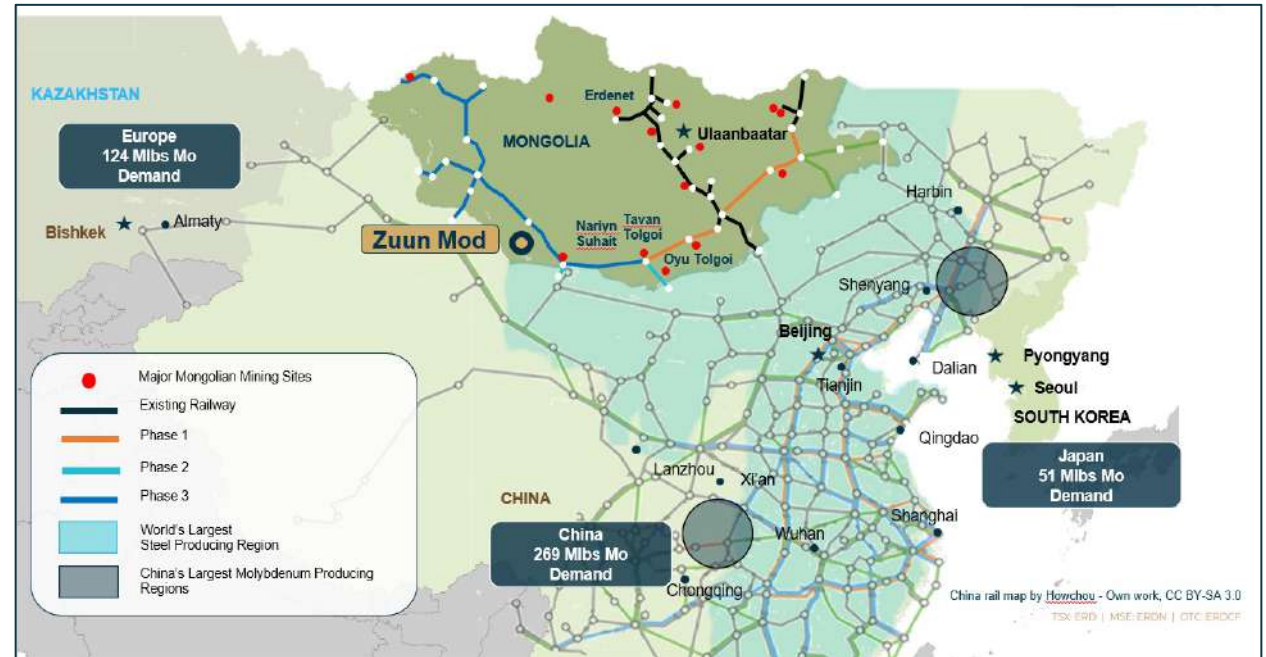 KAZAKHSTAN
Europe
124 Mlbs Mo
Demand
Bishkek
Almaty
MONGOLIA
Erdenet
Ulaanbaatar
Zuun Mod
Nariyn
Suhait
Tavan
Tolgoi
Oyu Tolgoi
Harbin
Shenyang
Beijing
Tianjin
Dalian
Pyongyang
Seoul
SOUTH KOREA
Qingdao
Japan
51 Mlbs Mo
Demand
Lanzhou
Xi'an
CHINA
China
269 Mlbs Mo
Demand
Wuhan
Shanghai
Chongqing
Major Mongolian Mining Sites
Existing Railway
Phase 1
Phase 2
Phase 3
World's Largest
Steel Producing Region
China's Largest Molybdenum Producing
Regions
China rail map by Howchou - Own work, CC BY-SA 3.0
TSX:ERD | MSE:ERDN | OTC:ERDCF